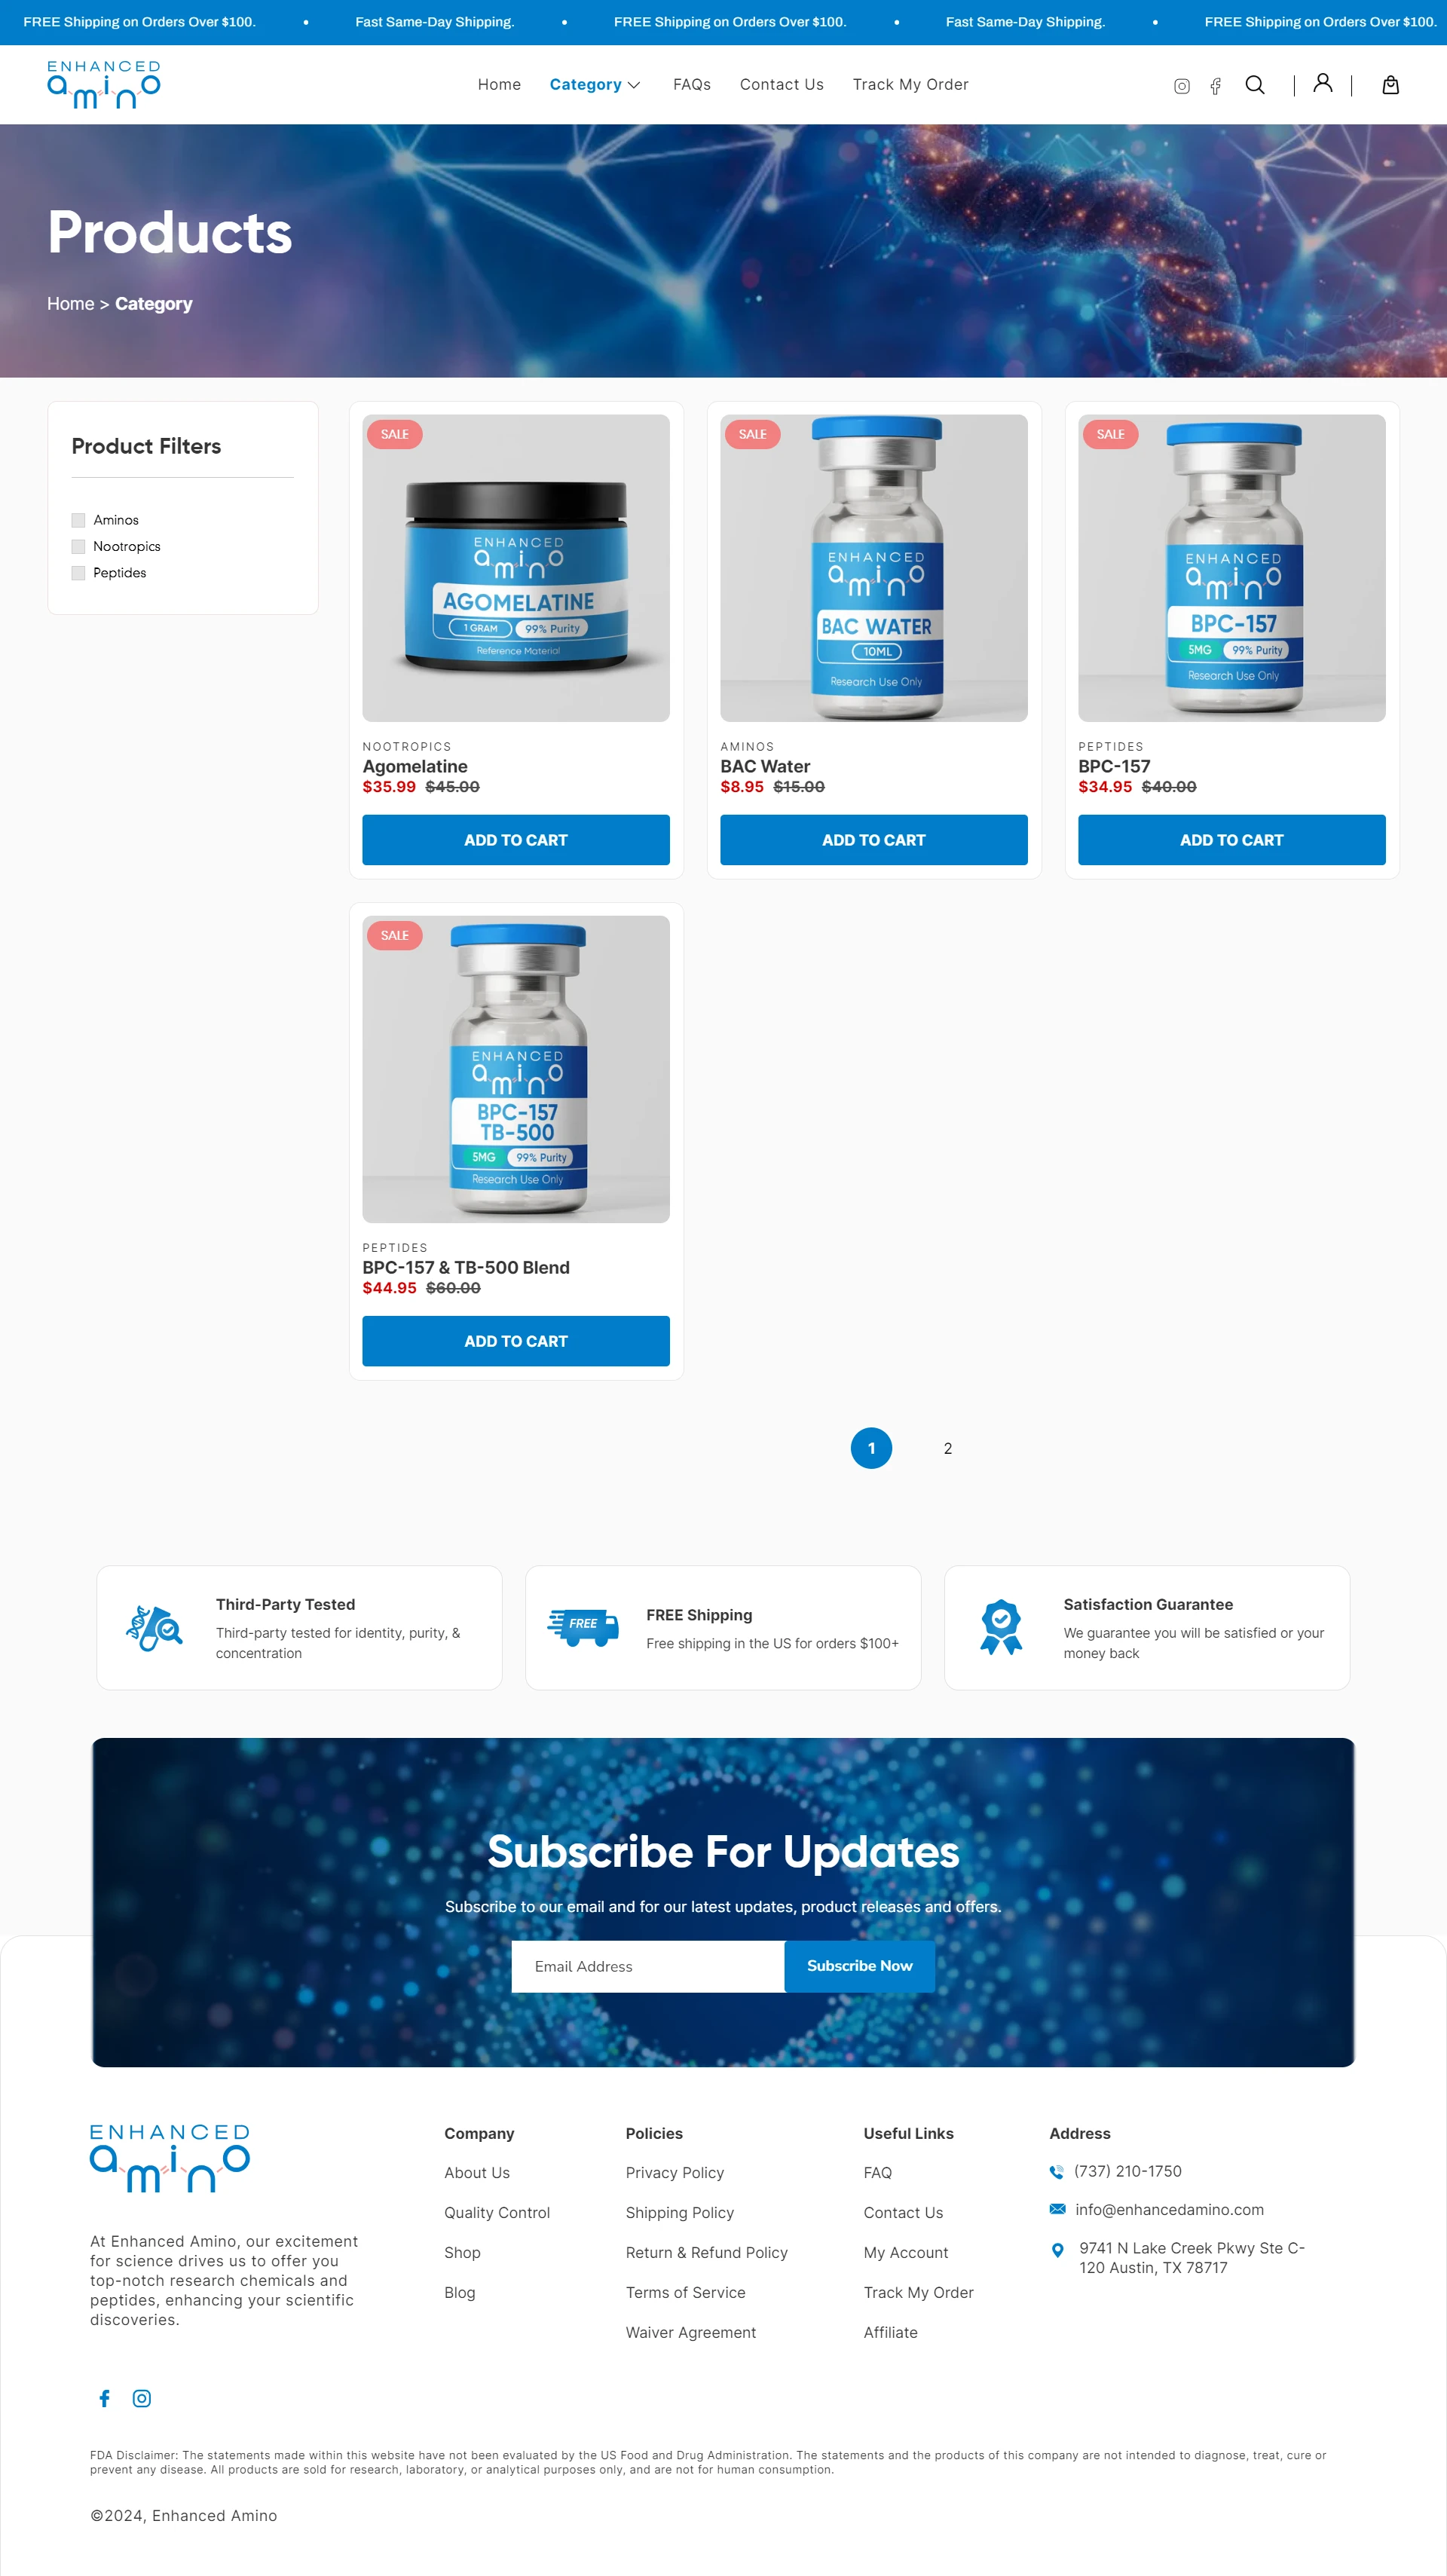 FREE Shipping on Orders Over $100. • Fast Same-Day Shipping. • FREE Shipping on Orders Over $100. • Fast Same-Day Shipping. • FREE Shipping on Orders Over $100.
ENHANCED
amino
Home Category FAQs Contact Us Track My Order
Products
Home > Category
Product Filters
Aminos
Nootropics
Peptides
SALE
ENHANCED
amino
AGOMELATINE
1 GRAM 99% Purity
Reference Material
NOOTROPICS
Agomelatine
$35.99 $45.00
ADD TO CART
SALE
ENHANCED
amino
BAC WATER
10ML
Research Use Only
AMINOS
BAC Water
$8.95 $15.00
ADD TO CART
SALE
ENHANCED
amino
BPC-157
5MG 99% Purity
Research Use Only
PEPTIDES
BPC-157
$34.95 $40.00
ADD TO CART
SALE
ENHANCED
amino
BPC-157
TB-500
5MG 99% Purity
Research Use Only
PEPTIDES
BPC-157 & TB-500 Blend
$44.95 $60.00
ADD TO CART
1 2
Third-Party Tested
Third-party tested for identity, purity, &
concentration
FREE
FREE Shipping
Free shipping in the US for orders $100+
Satisfaction Guarantee
We guarantee you will be satisfied or your
money back
Subscribe For Updates
Subscribe to our email and for our latest updates, product releases and offers.
Email Address Subscribe Now
ENHANCED
amino
At Enhanced Amino, our excitement
for science drives us to offer you
top-notch research chemicals and
peptides, enhancing your scientific
discoveries.
Company
About Us
Quality Control
Shop
Blog
Policies
Privacy Policy
Shipping Policy
Return & Refund Policy
Terms of Service
Waiver Agreement
Useful Links
FAQ
Contact Us
My Account
Track My Order
Affiliate
Address
(737) 210-1750
info@enhancedamino.com
9741 N Lake Creek Pkwy Ste C-
120 Austin, TX 78717
FDA Disclaimer: The statements made within this website have not been evaluated by the US Food and Drug Administration. The statements and the products of this company are not intended to diagnose, treat, cure or
prevent any disease. All products are sold for research, laboratory, or analytical purposes only, and are not for human consumption.
©2024, Enhanced Amino